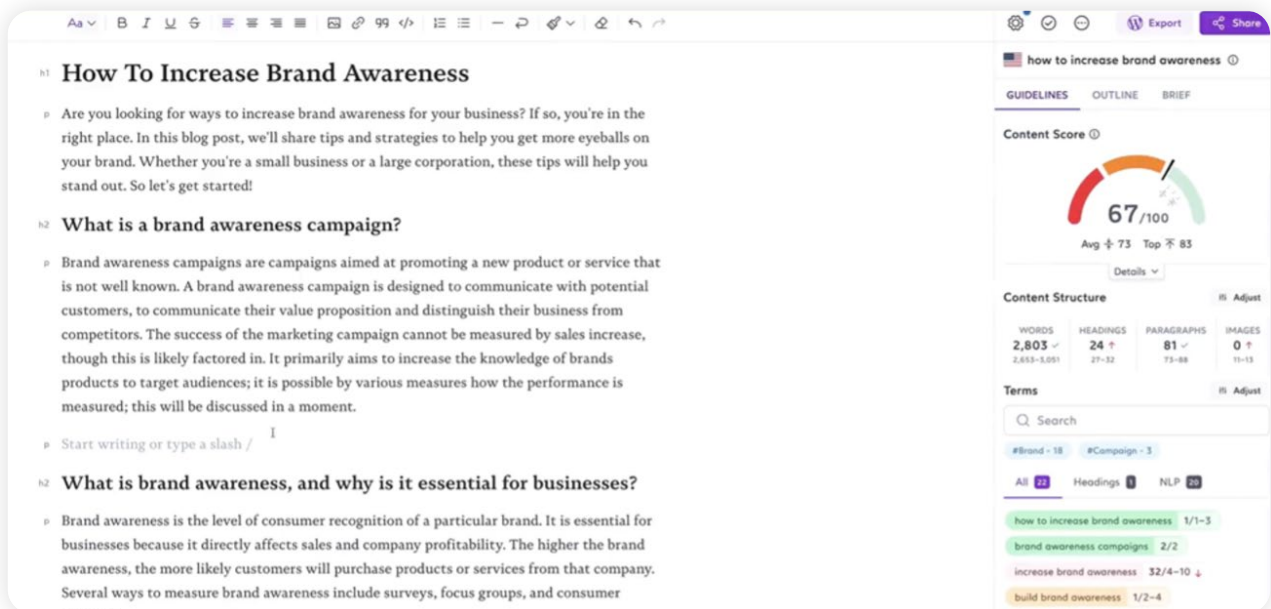 Aa
B I U S
99 </>
Export
Share
h1 How To Increase Brand Awareness
p Are you looking for ways to increase brand awareness for your business? If so, you're in the
right place. In this blog post, we'll share tips and strategies to help you get more eyeballs on
your brand. Whether you're a small business or a large corporation, these tips will help you
stand out. So let's get started!
h2 What is a brand awareness campaign?
p Brand awareness campaigns are campaigns aimed at promoting a new product or service that
is not well known. A brand awareness campaign is designed to communicate with potential
customers, to communicate their value proposition and distinguish their business from
competitors. The success of the marketing campaign cannot be measured by sales increase,
though this is likely factored in. It primarily aims to increase the knowledge of brands
products to target audiences; it is possible by various measures how the performance is
measured; this will be discussed in a moment.
p Start writing or type a slash /
h2 What is brand awareness, and why is it essential for businesses?
p Brand awareness is the level of consumer recognition of a particular brand. It is essential for
businesses because it directly affects sales and company profitability. The higher the brand
awareness, the more likely customers will purchase products or services from that company.
Several ways to measure brand awareness include surveys, focus groups, and consumer
how to increase brand awareness
GUIDELINES OUTLINE BRIEF
Content Score
67/100
Avg 73 Top 83
Details
Content Structure Adjust
WORDS HEADINGS PARAGRAPHS IMAGES
2,803 24 ↑ 81 0 ↑
2,653–3,051 27–32 73–88 11–13
Terms Adjust
Search
#Brand - 18 #Campaign - 3
All 22 Headings 1 NLP 20
how to increase brand awareness 1/1–3
brand awareness campaigns 2/2
increase brand awareness 32/4–10 ↓
build brand awareness 1/2–4